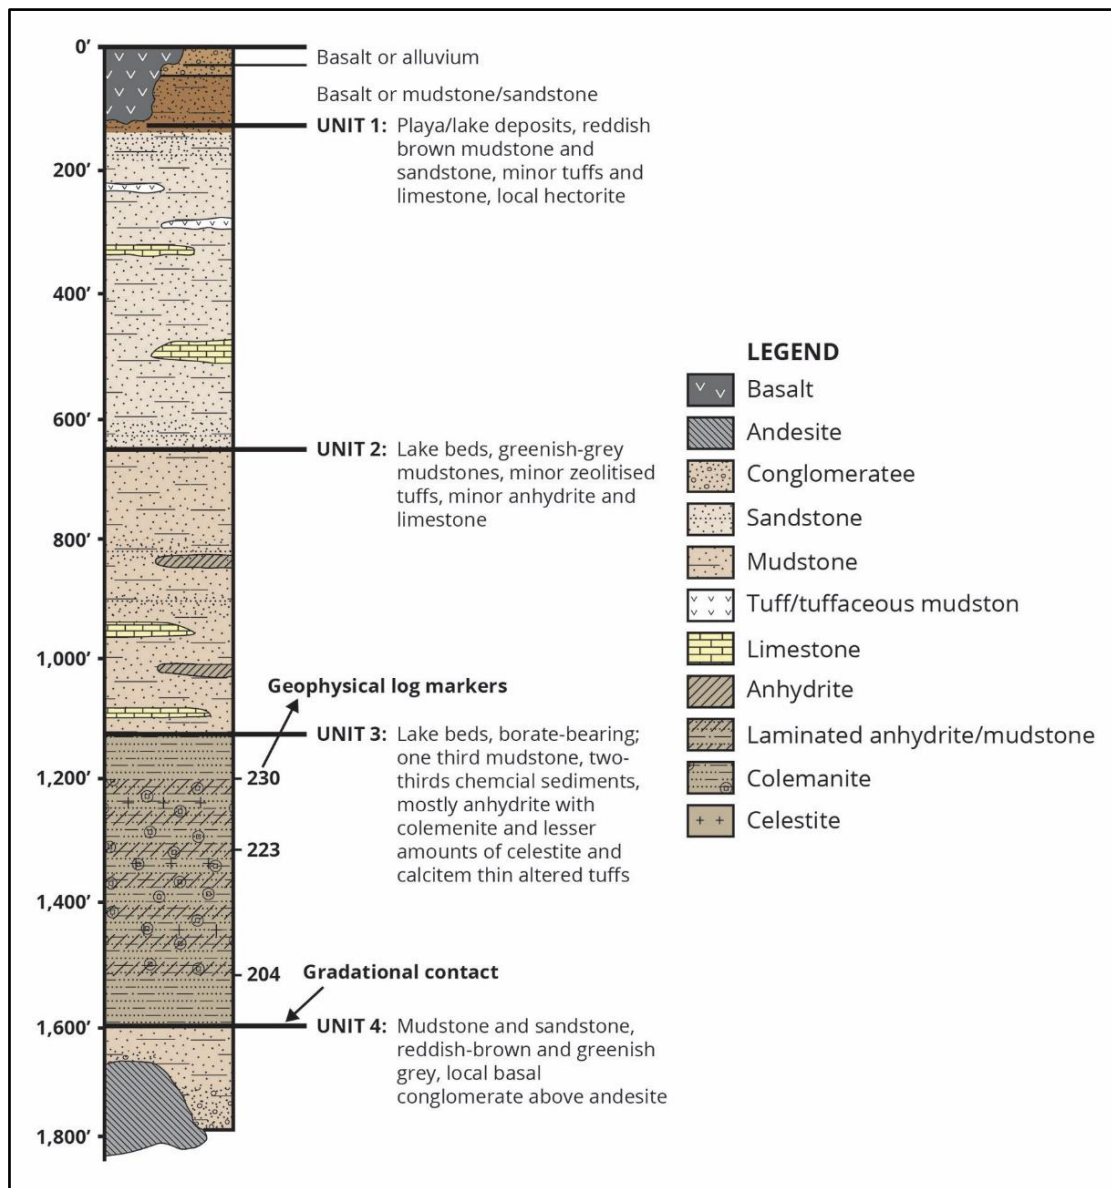 0'
Basalt or alluvium
Basalt or mudstone/sandstone
UNIT 1: Playa/lake deposits, reddish
brown mudstone and
sandstone, minor tuffs and
limestone, local hectorite
200'
400'
600'
UNIT 2: Lake beds, greenish-grey
mudstones, minor zeolitised
tuffs, minor anhydrite and
limestone
800'
1,000'
Geophysical log markers
UNIT 3: Lake beds, borate-bearing;
one third mudstone, two-
thirds chemcial sediments,
mostly anhydrite with
colemenite and lesser
amounts of celestite and
calcitem thin altered tuffs
1,200'
230
223
1,400'
204
Gradational contact
1,600'
UNIT 4: Mudstone and sandstone,
reddish-brown and greenish
grey, local basal
conglomerate above andesite
1,800'
LEGEND
Basalt
Andesite
Conglomeratee
Sandstone
Mudstone
Tuff/tuffaceous mudston
Limestone
Anhydrite
Laminated anhydrite/mudstone
Colemanite
Celestite